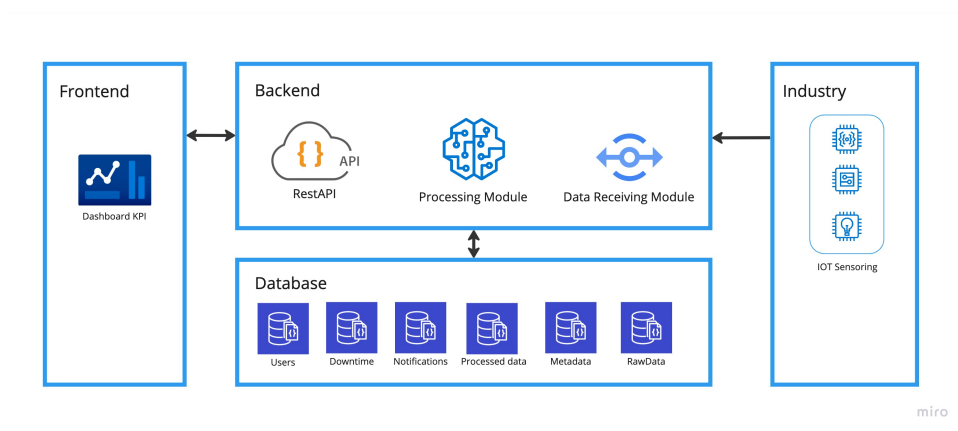 Frontend
Dashboard KPI
Backend
{ } API
RestAPI
Processing Module
Data Receiving Module
Industry
IOT Sensoring
Database
Users
Downtime
Notifications
Processed data
Metadata
RawData
miro